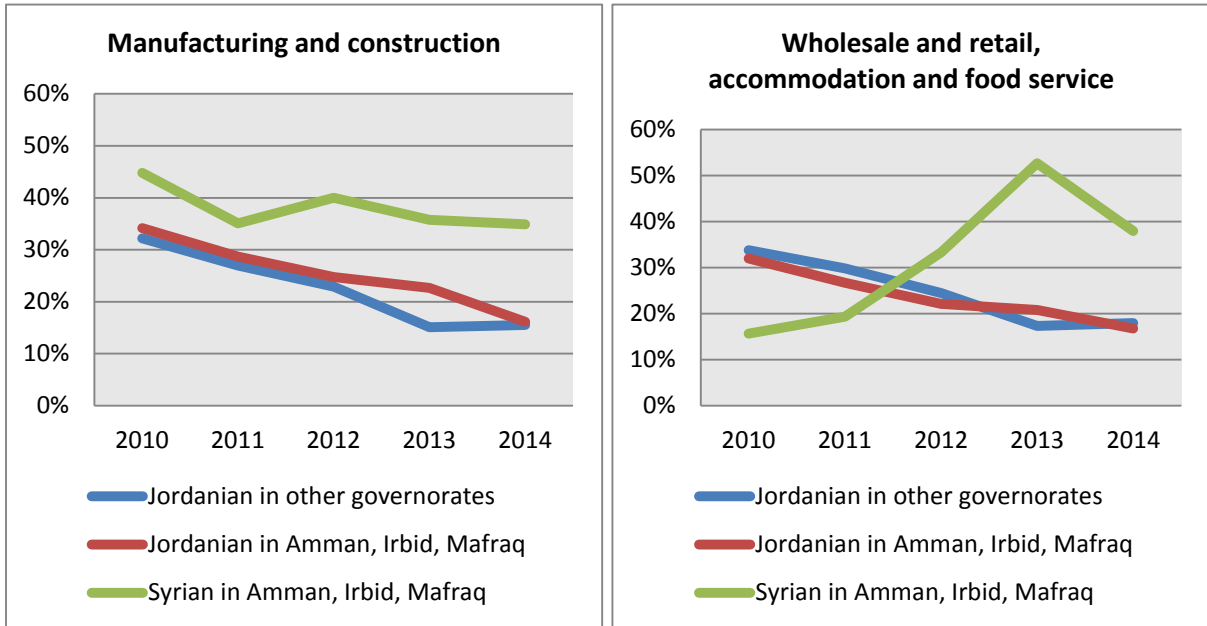 Manufacturing and construction
60%
50%
40%
30%
20%
10%
0%
2010 2011 2012 2013 2014
Jordanian in other governorates
Jordanian in Amman, Irbid, Mafraq
Syrian in Amman, Irbid, Mafraq
Wholesale and retail,
accommodation and food service
60%
50%
40%
30%
20%
10%
0%
2010 2011 2012 2013 2014
Jordanian in other governorates
Jordanian in Amman, Irbid, Mafraq
Syrian in Amman, Irbid, Mafraq